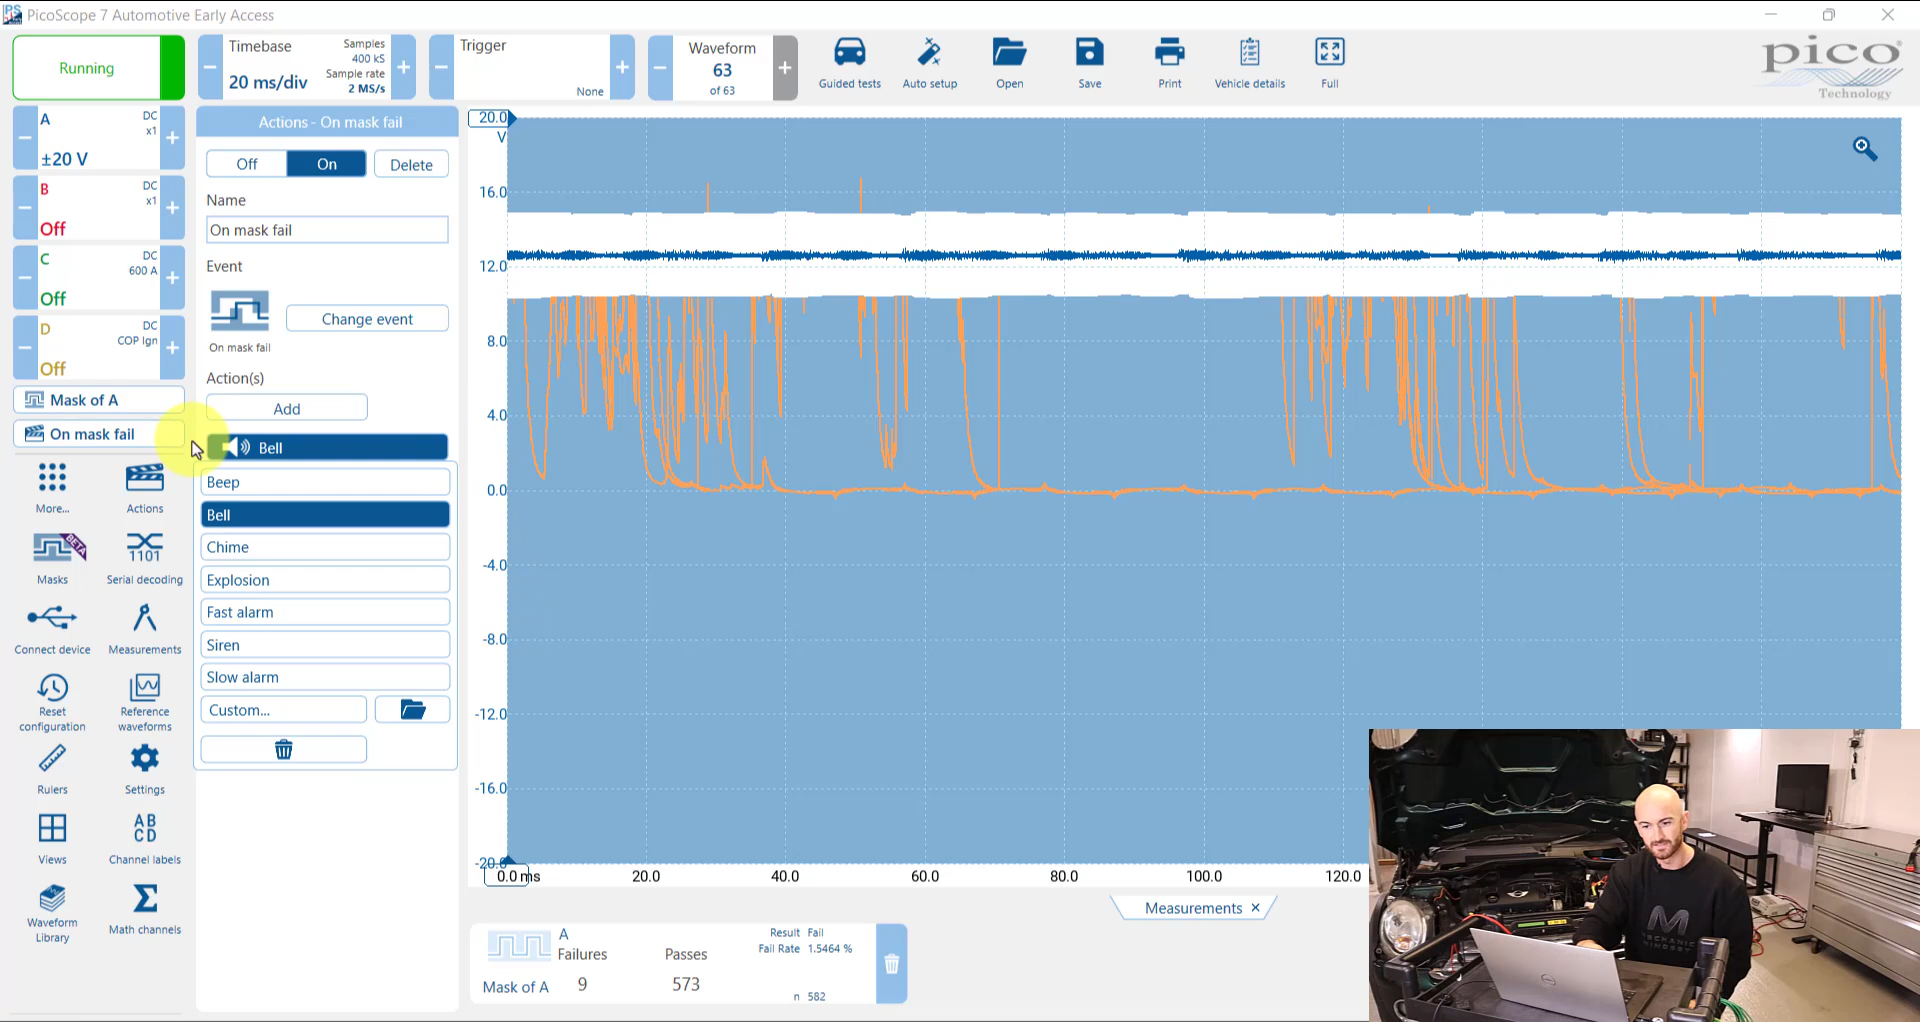 PicoScope 7 Automotive Early Access
Running
Timebase
20 ms/div
Samples
400 kS
Sample rate
2 MS/s
Trigger
None
Waveform
63
of 63
Guided tests
Auto setup
Open
Save
Print
Vehicle details
Full
pico
Technology
A
DC
x1
±20 V
B
DC
x1
Off
C
DC
600 A
Off
D
DC
COP Ign
Off
Mask of A
On mask fail
More...
Actions
BETA
Masks
1101
Serial decoding
Connect device
Measurements
Reset
configuration
Reference
waveforms
Rulers
Settings
Views
AB
CD
Channel labels
Waveform
Library
Math channels
Actions - On mask fail
Off
On
Delete
Name
On mask fail
Event
On mask fail
Change event
Action(s)
Add
Bell
Beep
Bell
Chime
Explosion
Fast alarm
Siren
Slow alarm
Custom...
20.0
V
16.0
12.0
8.0
4.0
0.0
-4.0
-8.0
-12.0
-16.0
-20.0
0.0 ms
20.0
40.0
60.0
80.0
100.0
120.0
Measurements
Mask of A
A
Failures
9
Passes
573
Result Fail
Fail Rate 1.5464 %
n 582
M
MECHANIC
MINDSET